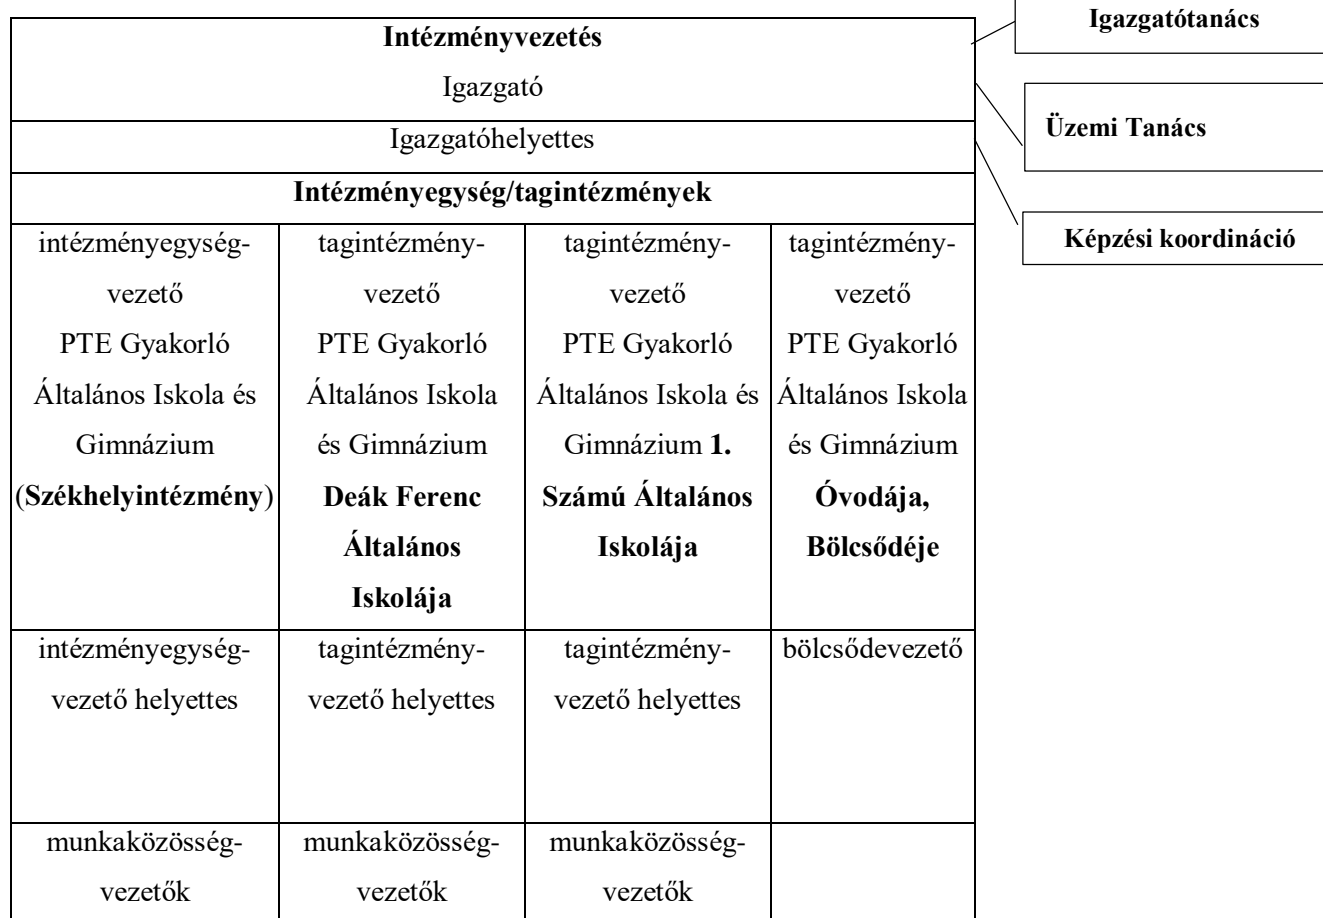 Intézményvezetés
Igazgató
Igazgatóhelyettes
Intézményegység/tagintézmények
intézményegység-
vezető
PTE Gyakorló
Általános Iskola és
Gimnázium
(Székhelyintézmény)
tagintézmény-
vezető
PTE Gyakorló
Általános Iskola
és Gimnázium
Deák Ferenc
Általános
Iskolája
tagintézmény-
vezető
PTE Gyakorló
Általános Iskola és
Gimnázium 1.
Számú Általános
Iskolája
tagintézmény-
vezető
PTE Gyakorló
Általános Iskola
és Gimnázium
Óvodája,
Bölcsődéje
intézményegység-
vezető helyettes
tagintézmény-
vezető helyettes
tagintézmény-
vezető helyettes
bölcsődevezető
munkaközösség-
vezetők
munkaközösség-
vezetők
munkaközösség-
vezetők
Igazgatótanács
Üzemi Tanács
Képzési koordináció